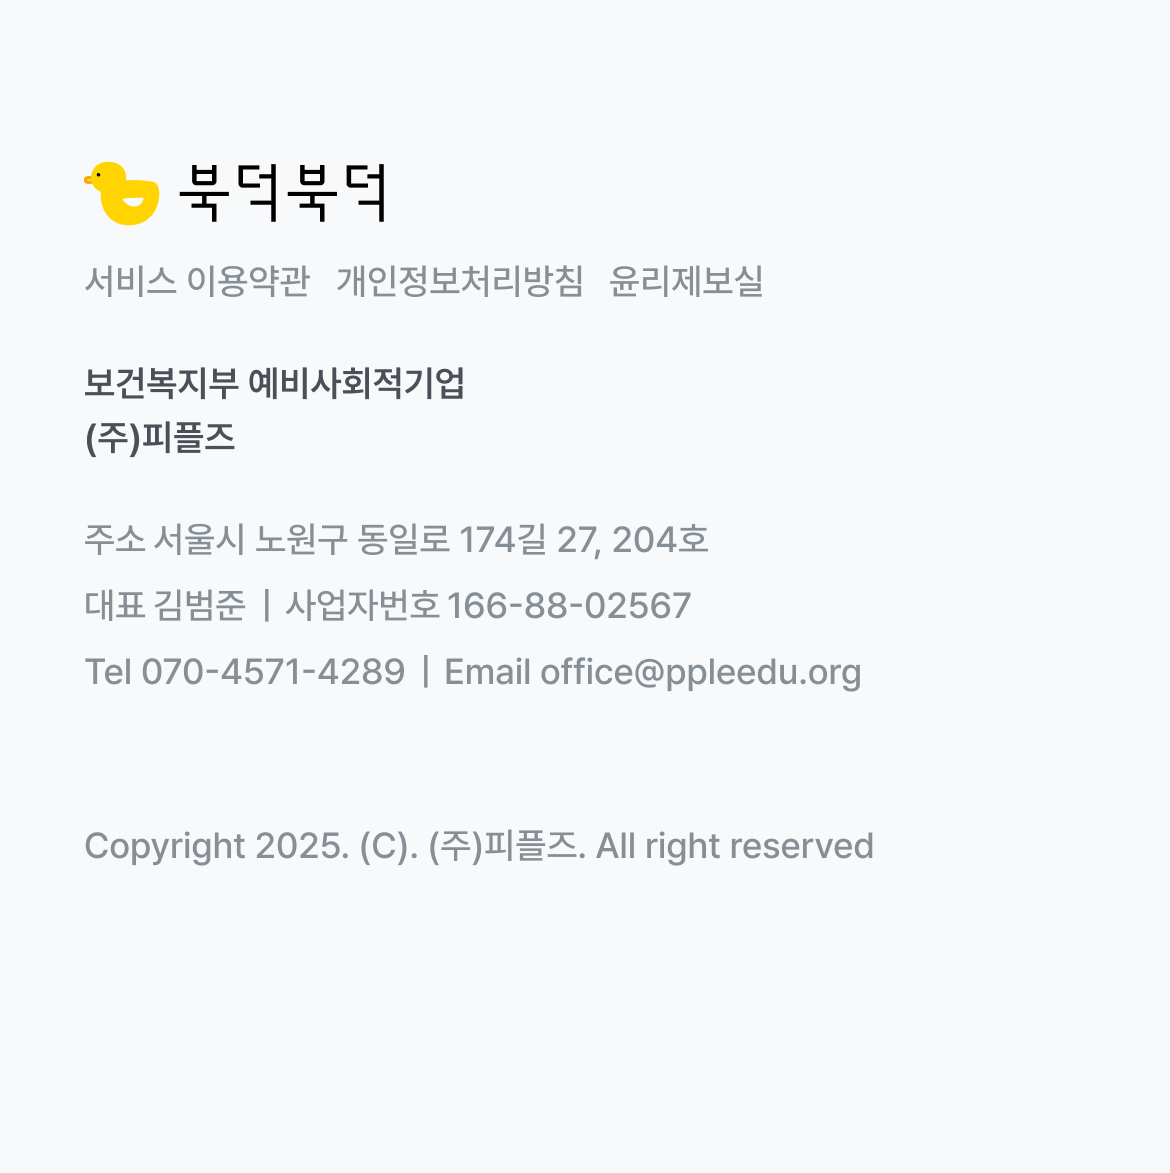 북덕북덕
서비스 이용약관 개인정보처리방침 윤리제보실
보건복지부 예비사회적기업
(주)피플즈
주소 서울시 노원구 동일로 174길 27, 204호
대표 김범준 | 사업자번호 166-88-02567
Tel 070-4571-4289 | Email office@ppleedu.org
Copyright 2025. (C). (주)피플즈. All right reserved